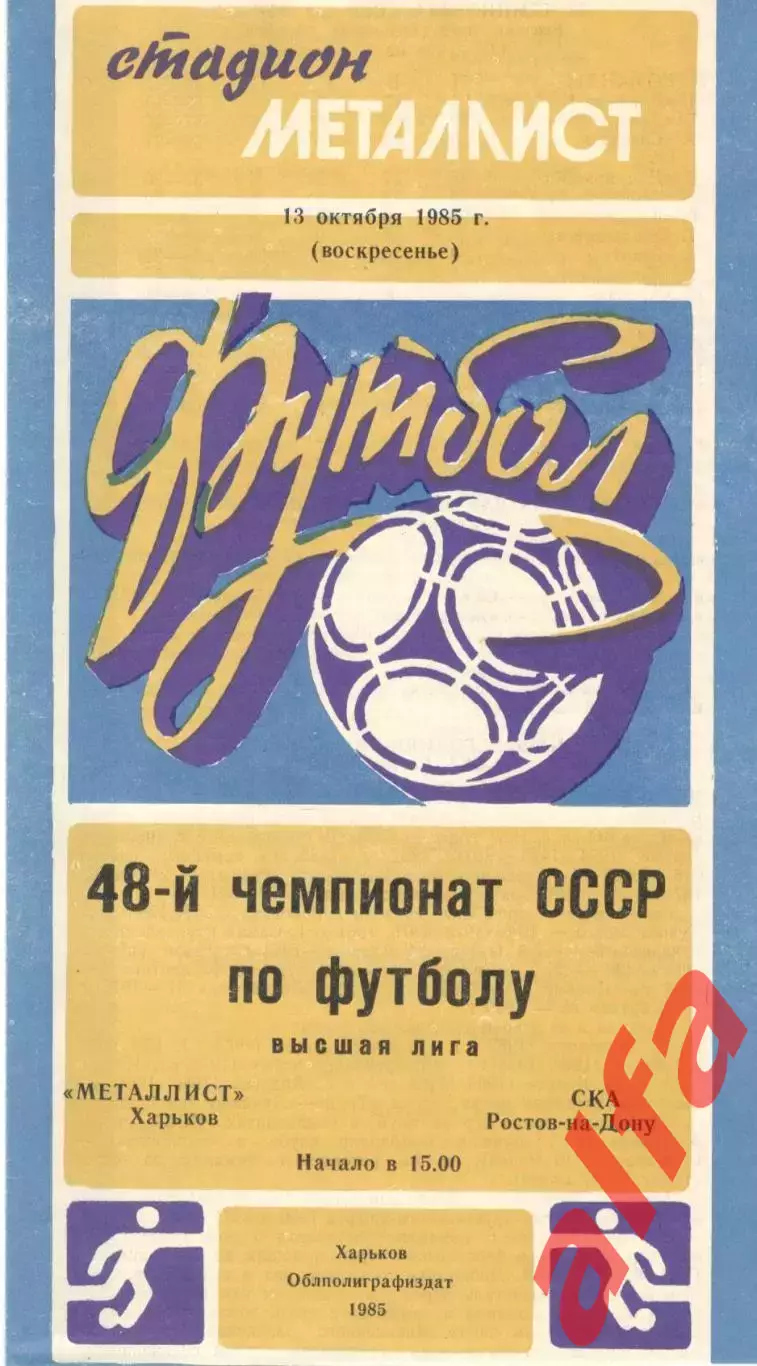 стадион
МЕТАЛЛИСТ
13 октября 1985 г.
(воскресенье)
футбол
48-й чемпионат СССР
по футболу
высшая лига
«МЕТАЛЛИСТ»
Харьков
СКА
Ростов-на-Дону
Начало в 15.00
Харьков
Облполиграфиздат
1985
alfa